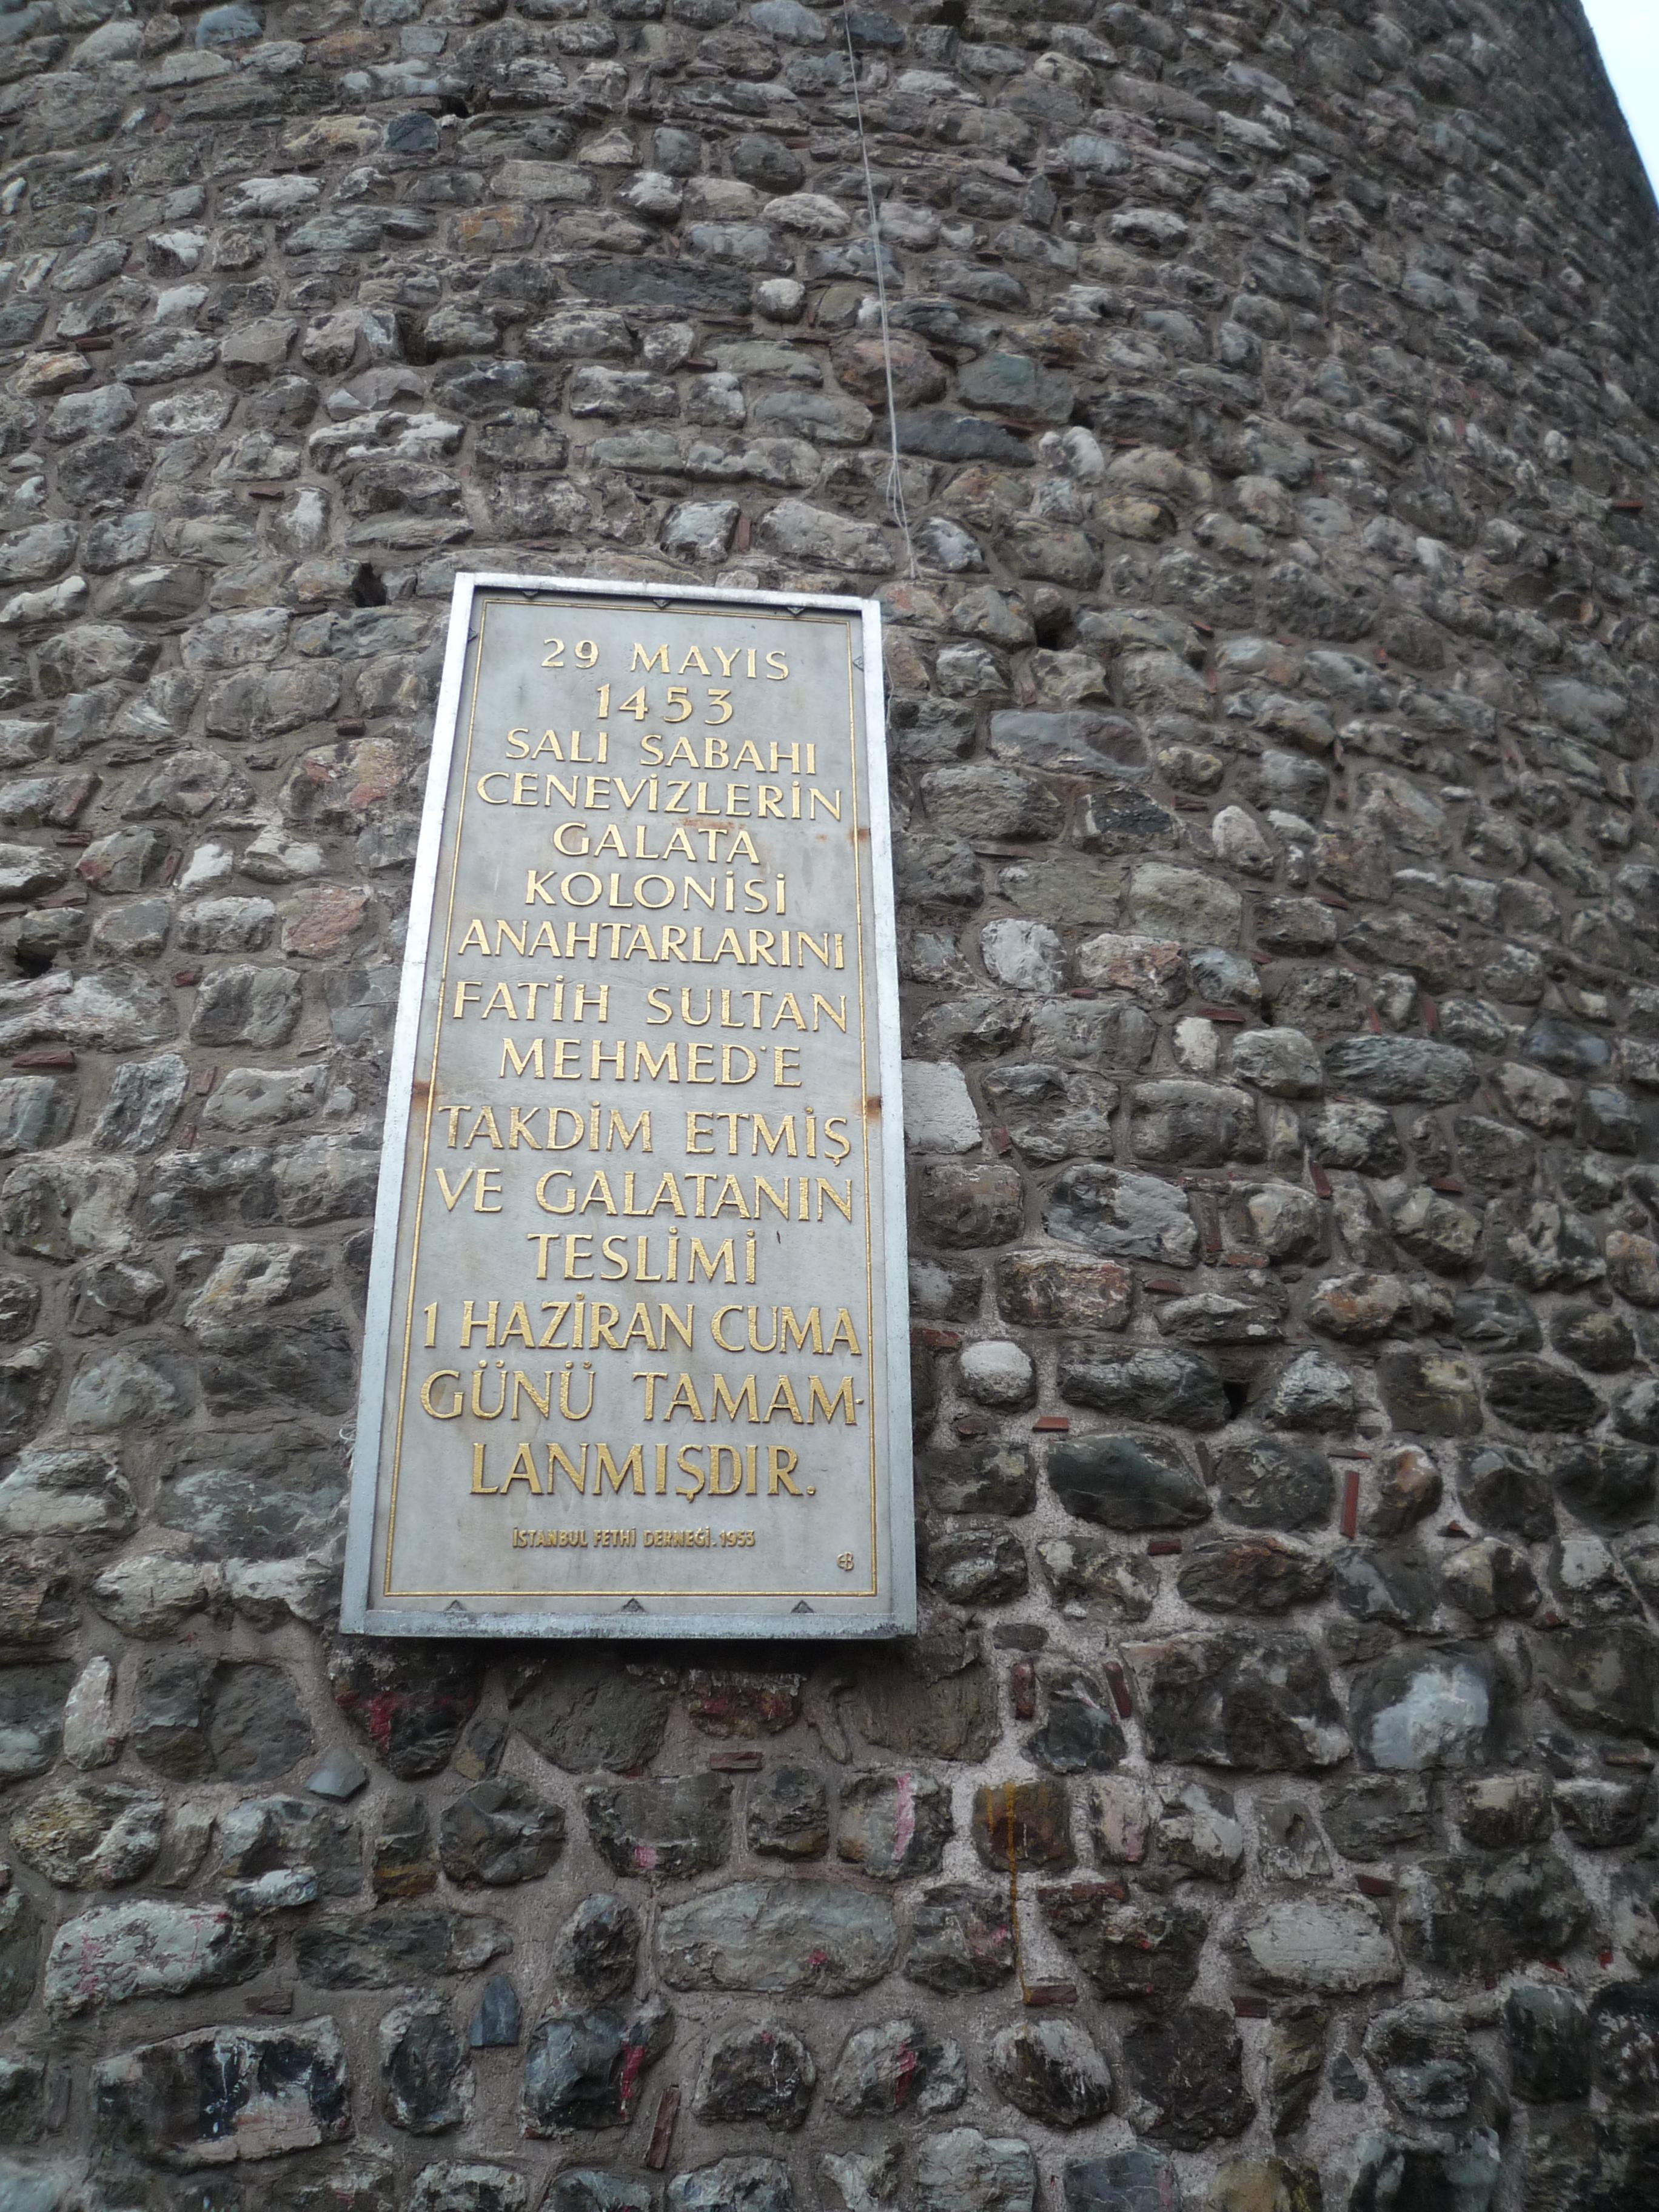 29 MAYIS
1453
SALI SABAHI
CENEVİZLERİN
GALATA
KOLONİSİ
ANAHTARLARINI
FATİH SULTAN
MEHMED'E
TAKDİM ETMİŞ
VE GALATANIN
TESLİMİ
1 HAZİRAN CUMA
GÜNÜ TAMAM-
LANMIŞDIR.
İSTANBUL FETHİ DERNEĞİ.1953
EB